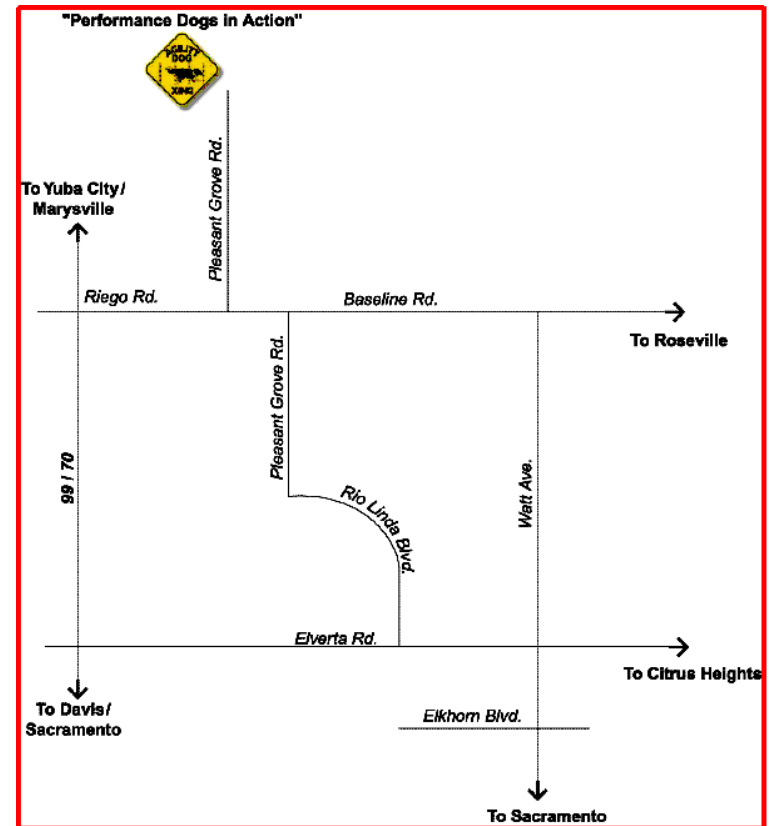 "Performance Dogs in Action"
AGILITY
DOG
XING
Pleasant Grove Rd.
To Yuba City/
Marysville
Riego Rd.
Baseline Rd.
To Roseville
Pleasant Grove Rd.
99 / 70
Watt Ave.
Rio Linda Blvd.
Elverta Rd.
To Citrus Heights
To Davis/
Sacramento
Elkhorn Blvd.
To Sacramento